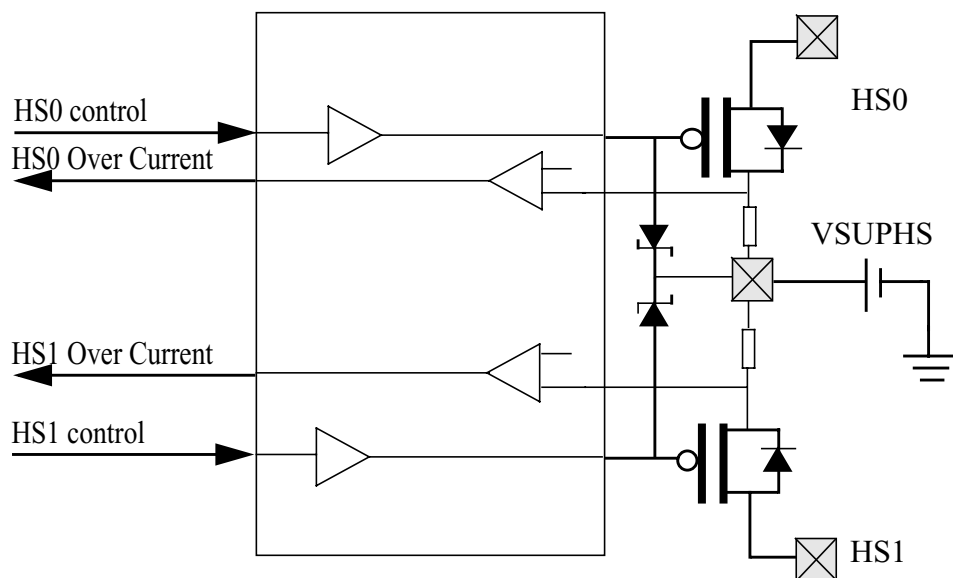 HS0 control
HS0 Over Current
HS0
VSUPHS
HS1 Over Current
HS1 control
HS1